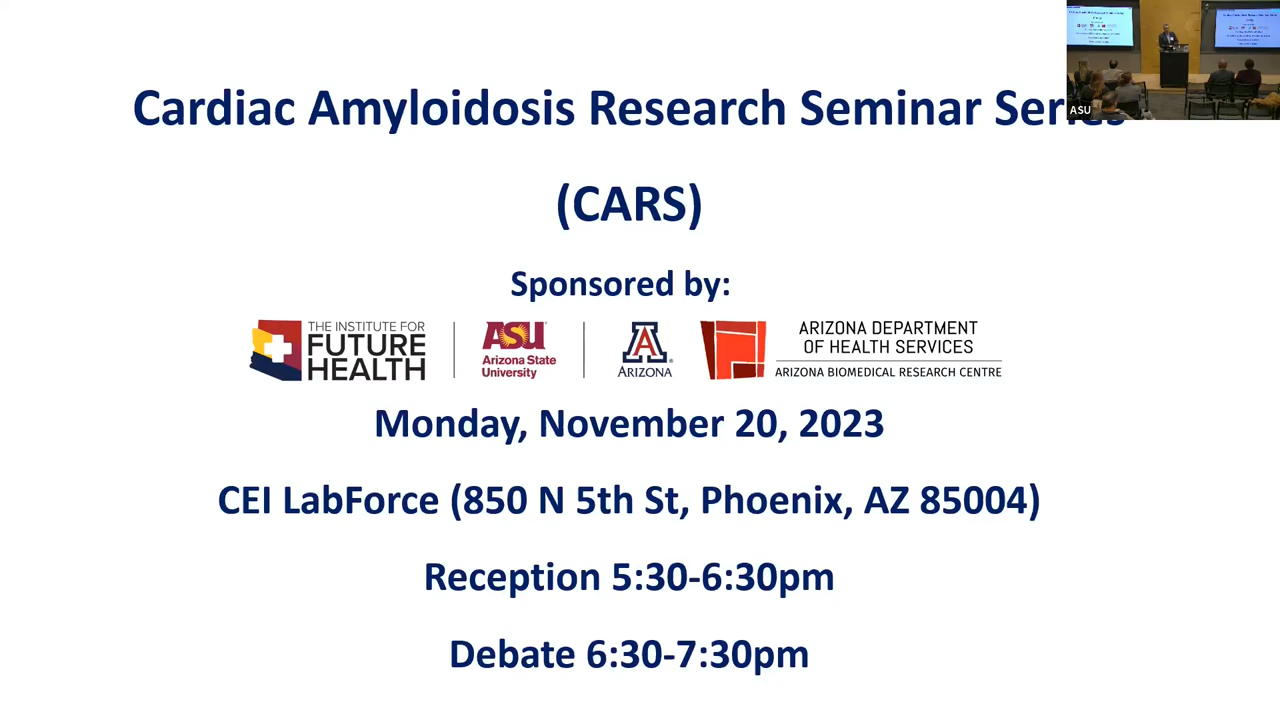 Cardiac Amyloidosis Research Seminar Series
ASU
(CARS)
Sponsored by:
THE INSTITUTE FOR
FUTURE
HEALTH
ASU
Arizona State
University
A
ARIZONA
ARIZONA DEPARTMENT
OF HEALTH SERVICES
ARIZONA BIOMEDICAL RESEARCH CENTRE
Monday, November 20, 2023
CEI LabForce (850 N 5th St, Phoenix, AZ 85004)
Reception 5:30-6:30pm
Debate 6:30-7:30pm